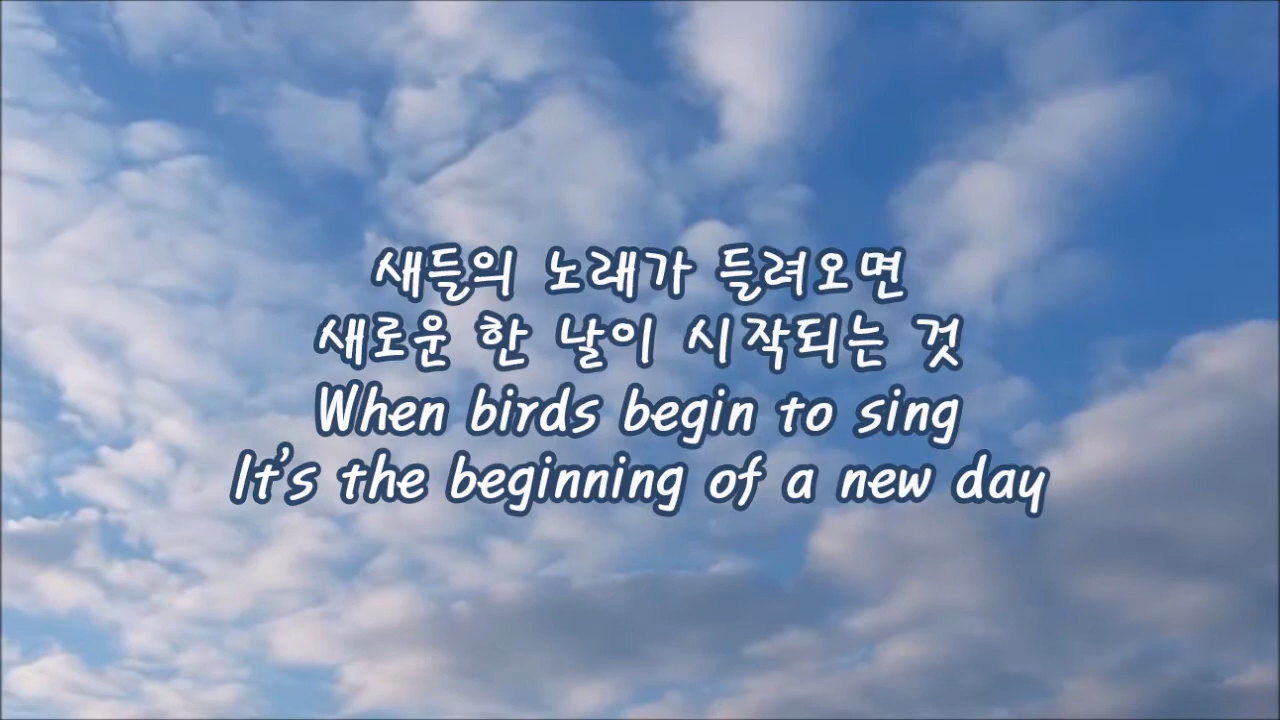 새들의 노래가 들려오면
새로운 한 날이 시작되는 것
When birds begin to sing
It's the beginning of a new day